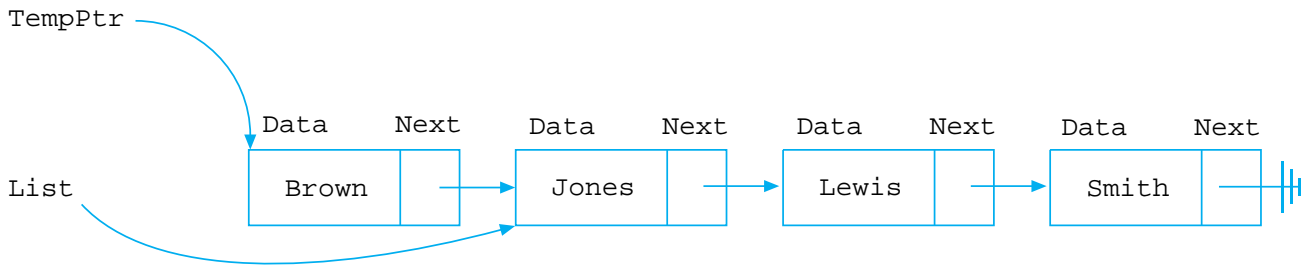 TempPtr
Data Next Data Next Data Next Data Next
List Brown Jones Lewis Smith